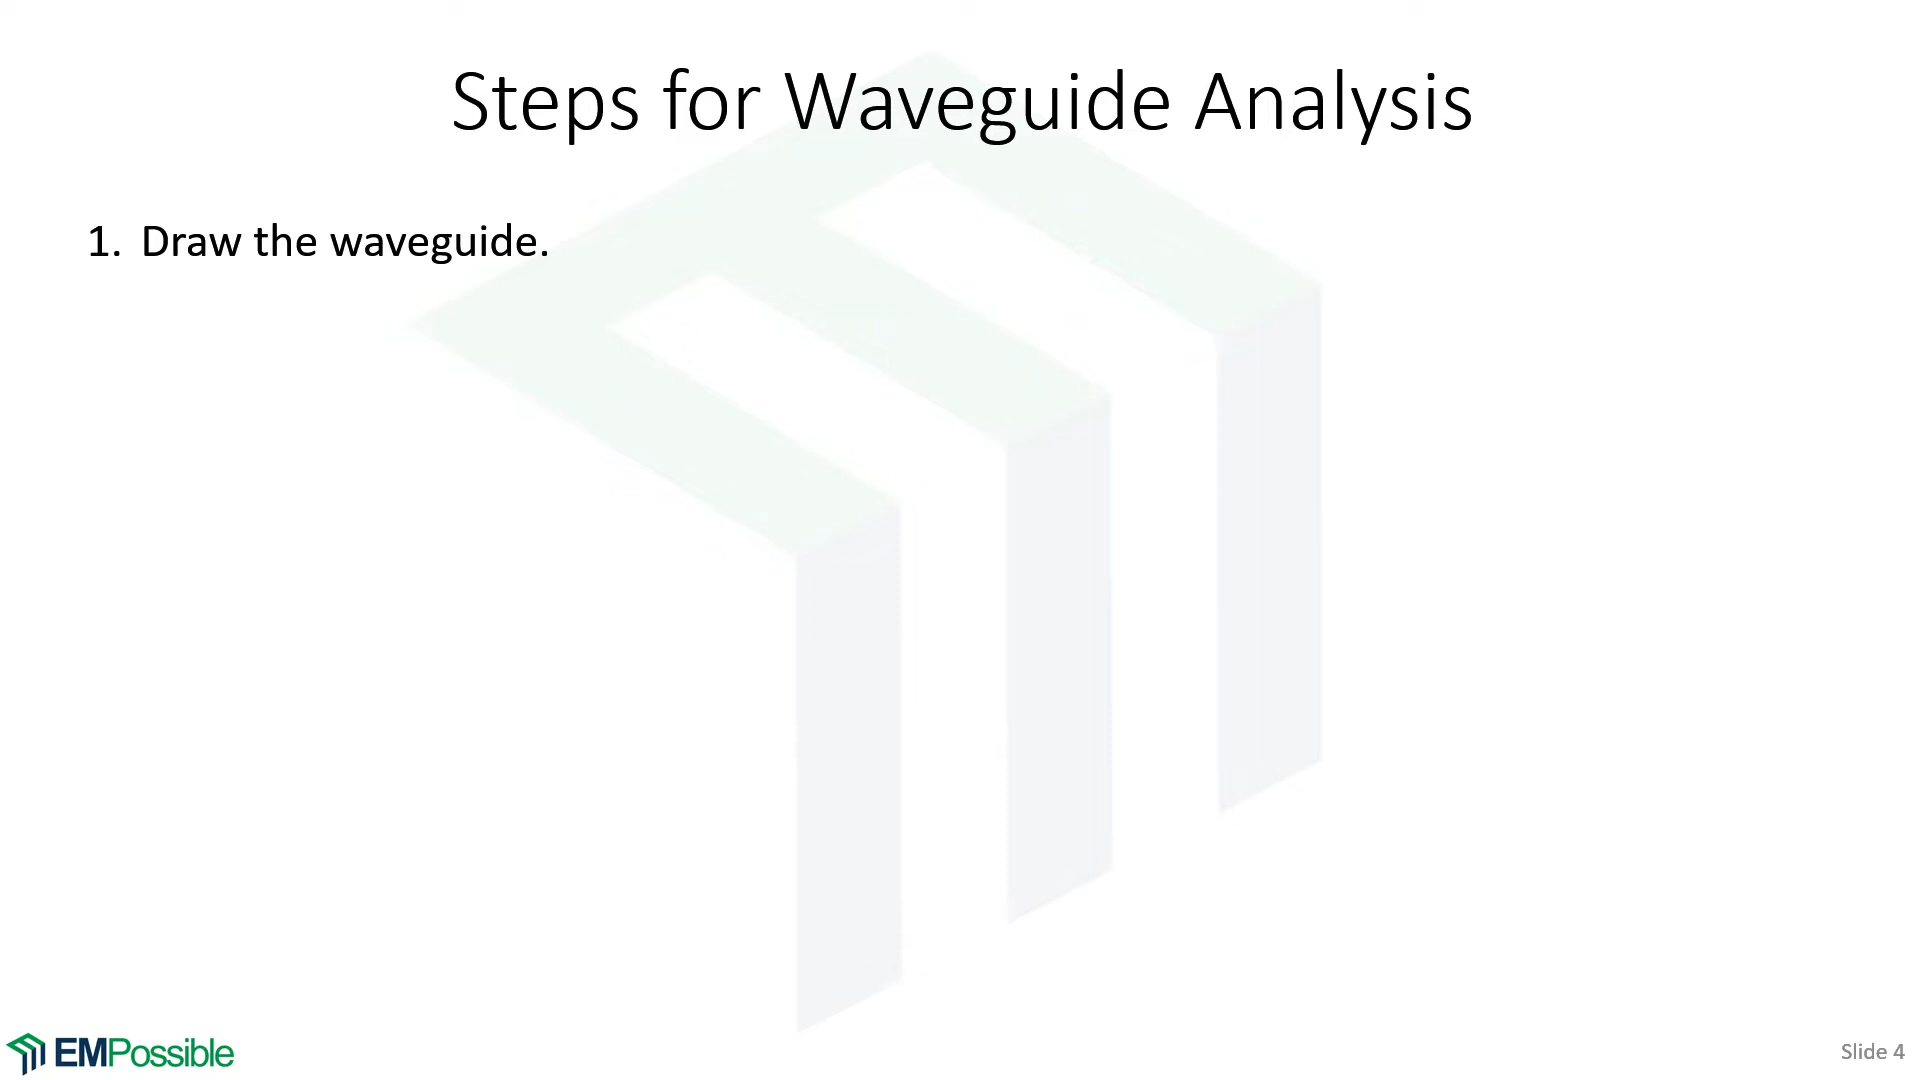 Steps for Waveguide Analysis
1. Draw the waveguide.
EMPossible
Slide 4